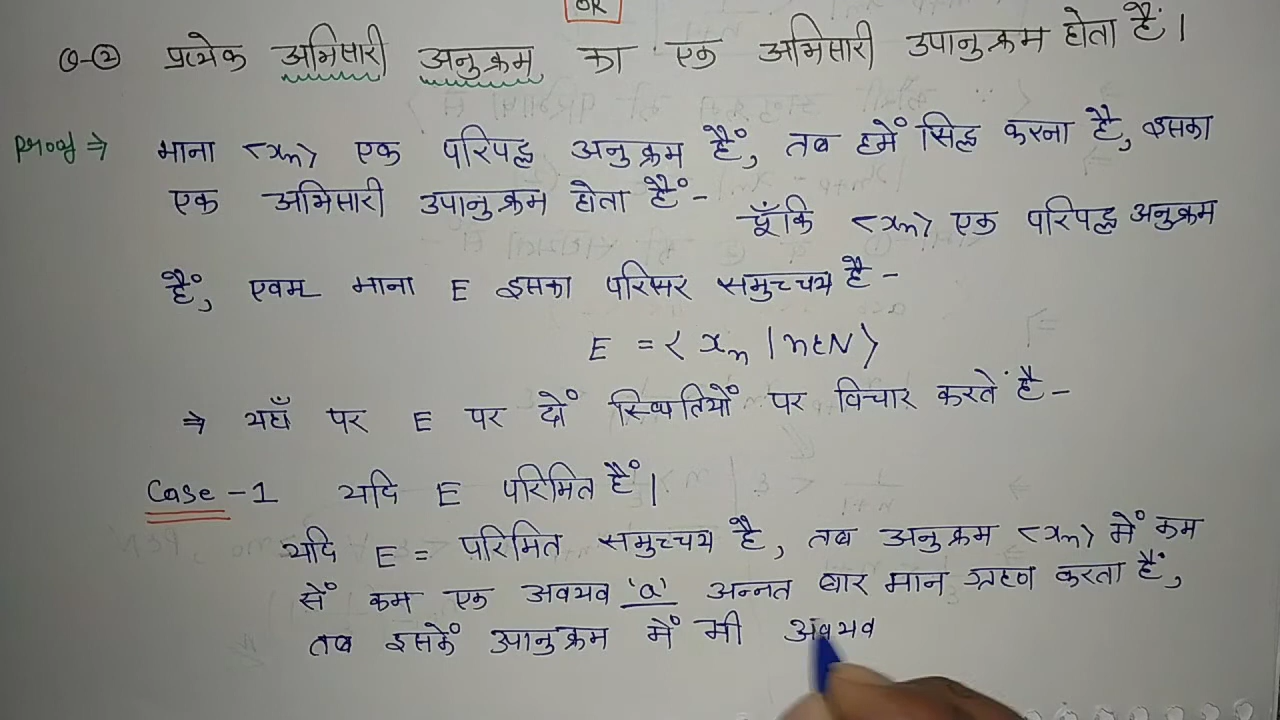 OR
Q-② प्रत्येक अभिसारी अनुक्रम का एक अभिसारी उपानुक्रम होता हैं।
Proof ⇒ माना <xn> एक परिपद्ध अनुक्रम हैं, तब हमें सिद्ध करना है, इसका
एक अभिसारी उपानुक्रम होता हैं-
चूँकि <xn> एक परिपद्ध अनुक्रम
हैं, एवम माना E इसका परिसर समुच्चय है-
E = < xn | n∈N >
⇒ यहाँ पर E पर दों स्थितियों पर विचार करतें है-
Case-1 यदि E परिमित हैं।
यदि E = परिमित समुच्चय है, तब अनुक्रम <xn> में कम
सें कम एक अवयव 'a' अन्नत बार मान ग्रहण करता हैं,
तब इसकें उपानुक्रम में भी अवयव